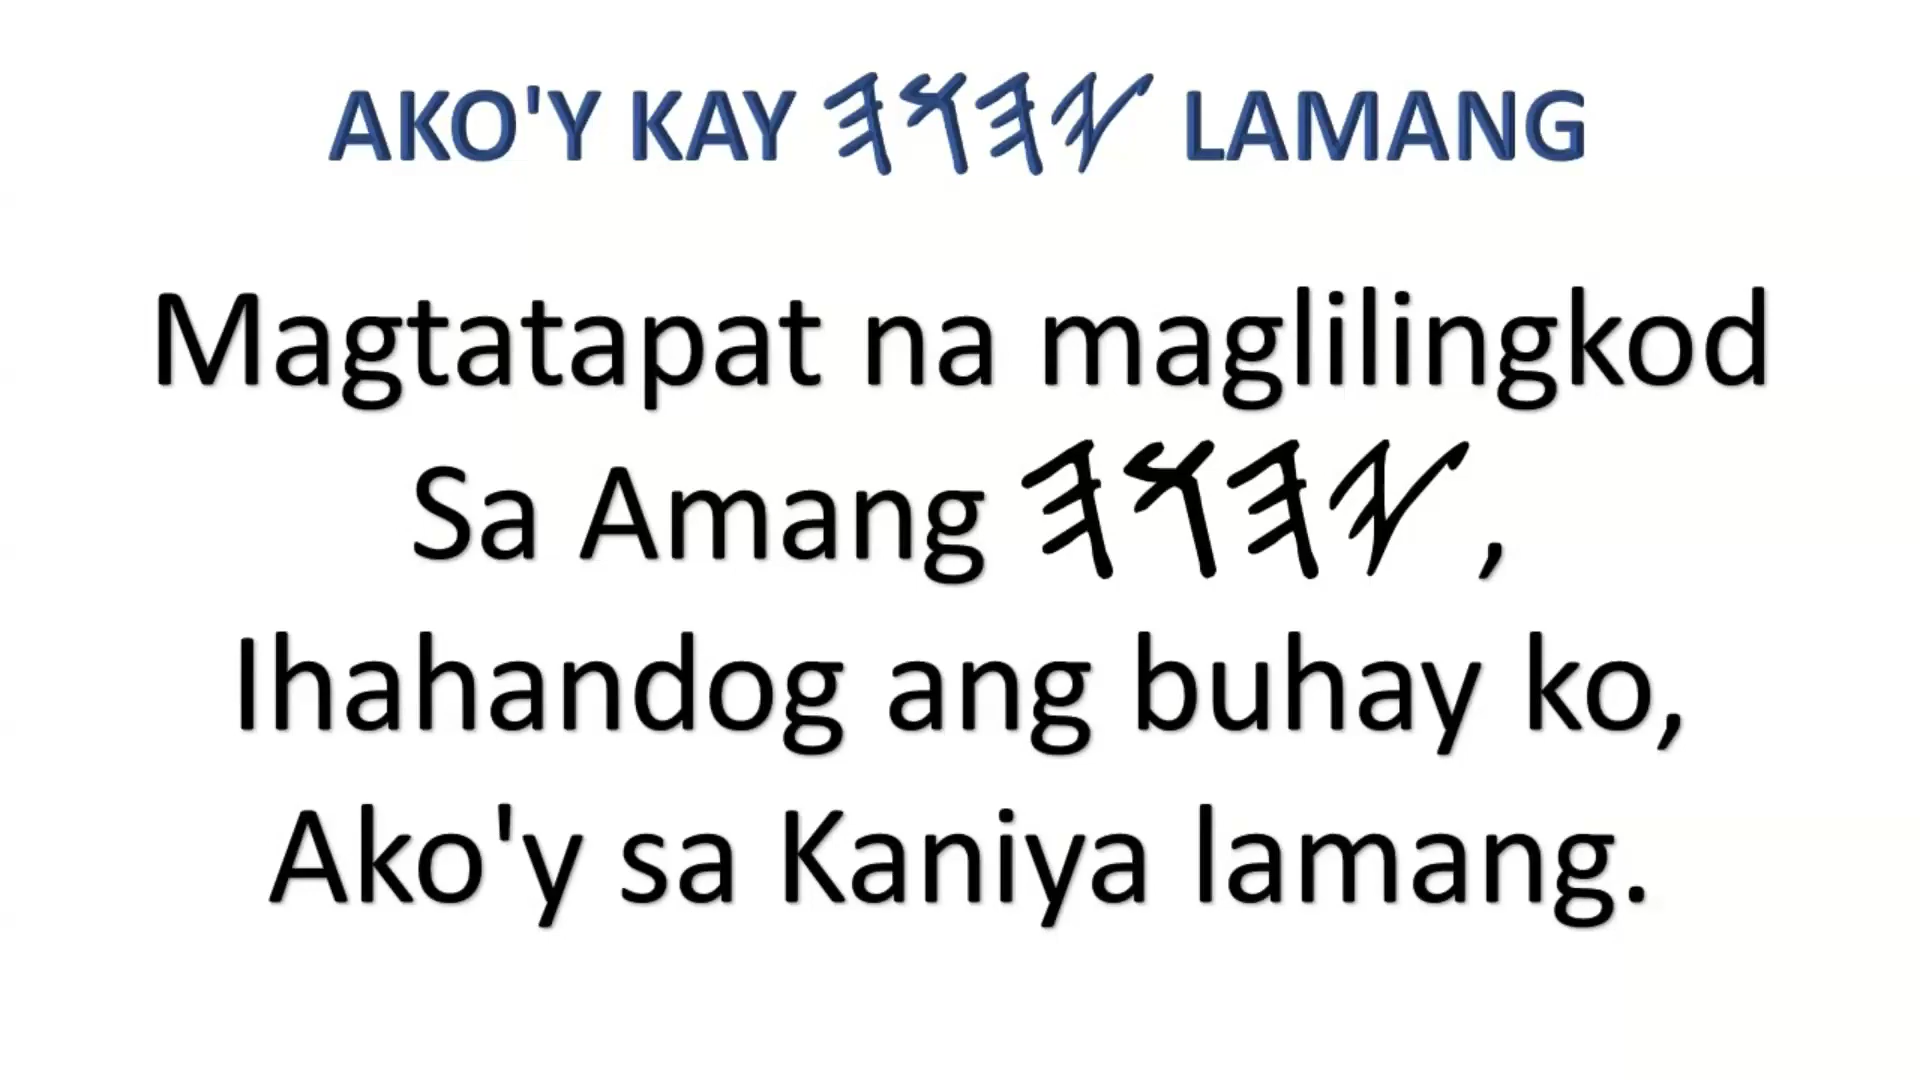 AKO'Y KAY 𐤉𐤄𐤅𐤄 LAMANG
Magtatapat na maglilingkod
Sa Amang 𐤉𐤄𐤅𐤄 ,
Ihahandog ang buhay ko,
Ako'y sa Kaniya lamang.